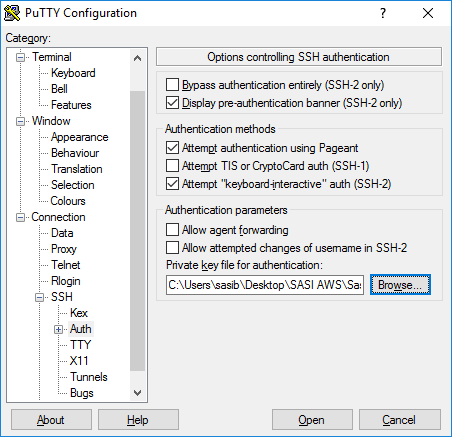 PuTTY Configuration
?
Category:
Terminal
Keyboard
Bell
Features
Window
Appearance
Behaviour
Translation
Selection
Colours
Connection
Data
Proxy
Telnet
Rlogin
SSH
Kex
Auth
TTY
X11
Tunnels
Bugs
Options controlling SSH authentication
Bypass authentication entirely (SSH-2 only)
Display pre-authentication banner (SSH-2 only)
Authentication methods
Attempt authentication using Pageant
Attempt TIS or CryptoCard auth (SSH-1)
Attempt "keyboard-interactive" auth (SSH-2)
Authentication parameters
Allow agent forwarding
Allow attempted changes of username in SSH-2
Private key file for authentication:
C:\Users\sasib\Desktop\SASI AWS\Sas
Browse...
About
Help
Open
Cancel